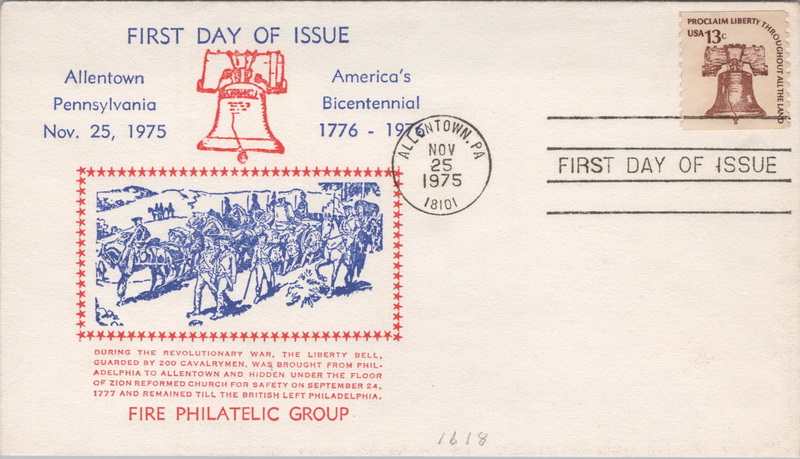 FIRST DAY OF ISSUE
Allentown
Pennsylvania
Nov. 25, 1975
America's
Bicentennial
1776 - 1976
PROCLAIM LIBERTY THROUGHOUT ALL THE LAND
USA 13c
ALLENTOWN, PA
NOV
25
1975
18101
FIRST DAY OF ISSUE
DURING THE REVOLUTIONARY WAR, THE LIBERTY BELL,
GUARDED BY 200 CAVALRYMEN, WAS BROUGHT FROM PHIL-
ADELPHIA TO ALLENTOWN AND HIDDEN UNDER THE FLOOR
OF ZION REFORMED CHURCH FOR SAFETY ON SEPTEMBER 24,
1777 AND REMAINED TILL THE BRITISH LEFT PHILADELPHIA.
FIRE PHILATELIC GROUP
1618